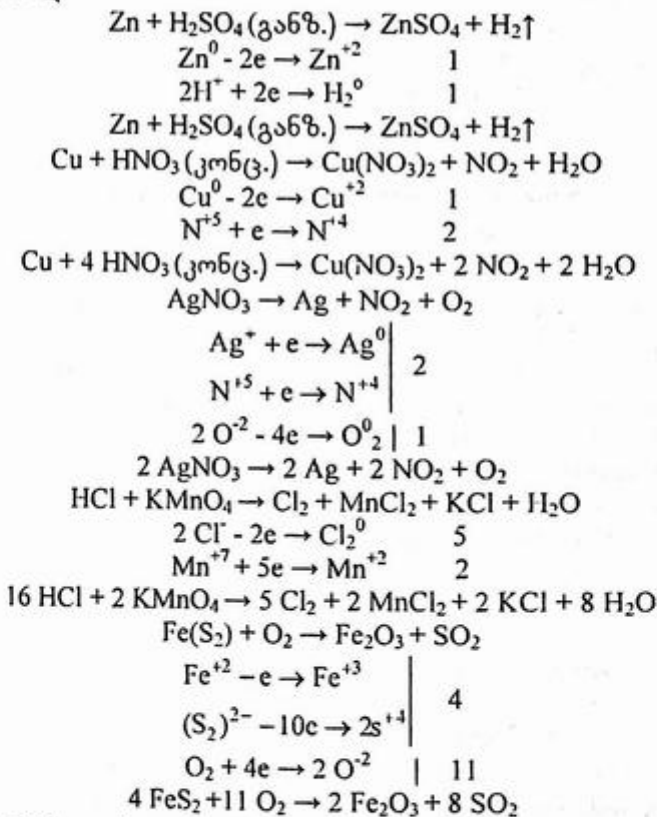 Zn + H₂SO₄ (განზ.) → ZnSO₄ + H₂↑
Zn⁰ - 2e → Zn⁺² 1
2H⁺ + 2e → H₂⁰ 1
Zn + H₂SO₄ (განზ.) → ZnSO₄ + H₂↑
Cu + HNO₃ (კონც.) → Cu(NO₃)₂ + NO₂ + H₂O
Cu⁰ - 2e → Cu⁺² 1
N⁺⁵ + e → N⁺⁴ 2
Cu + 4 HNO₃ (კონც.) → Cu(NO₃)₂ + 2 NO₂ + 2 H₂O
AgNO₃ → Ag + NO₂ + O₂
Ag⁺ + e → Ag⁰
2
N⁺⁵ + e → N⁺⁴
2 O⁻² - 4e → O⁰₂ | 1
2 AgNO₃ → 2 Ag + 2 NO₂ + O₂
HCl + KMnO₄ → Cl₂ + MnCl₂ + KCl + H₂O
2 Cl⁻ - 2e → Cl₂⁰ 5
Mn⁺⁷ + 5e → Mn⁺² 2
16 HCl + 2 KMnO₄ → 5 Cl₂ + 2 MnCl₂ + 2 KCl + 8 H₂O
Fe(S₂) + O₂ → Fe₂O₃ + SO₂
Fe⁺² – e → Fe⁺³
4
(S₂)²⁻ – 10e → 2s⁺⁴
O₂ + 4e → 2 O⁻² | 11
4 FeS₂ +11 O₂ → 2 Fe₂O₃ + 8 SO₂